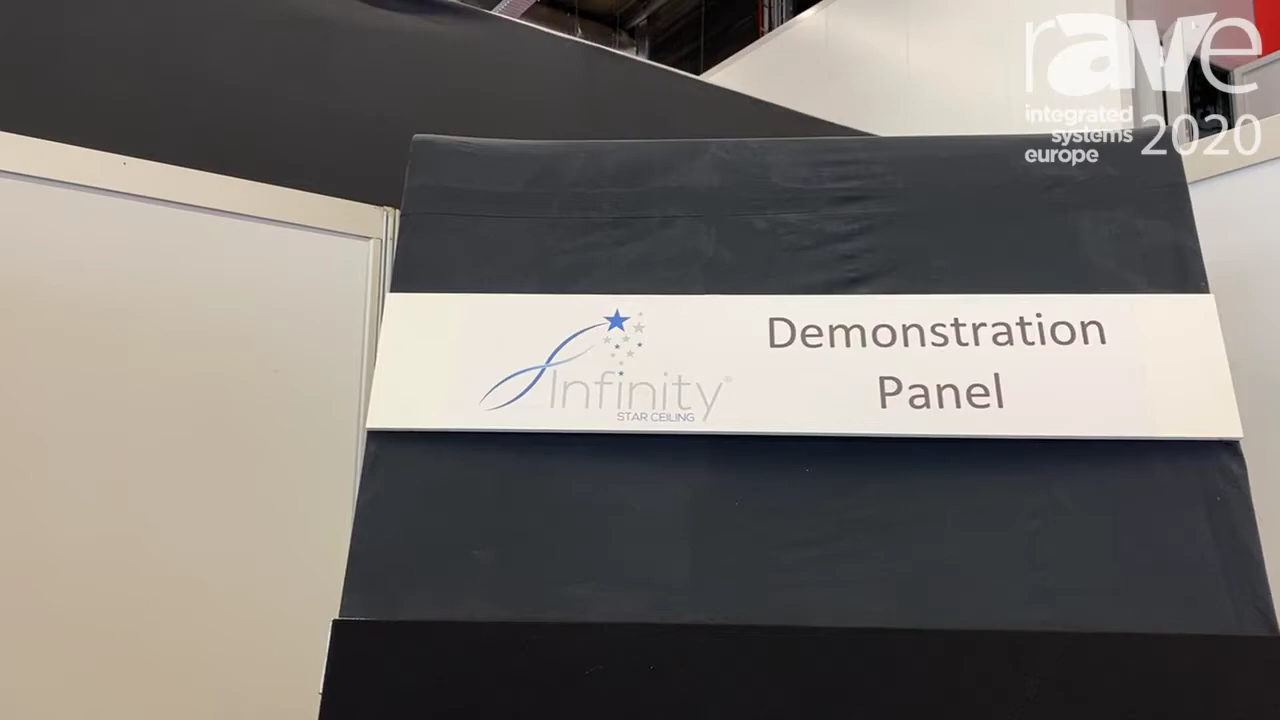 rave
integrated
systems
europe
2020
Infinity®
STAR CEILING
Demonstration
Panel